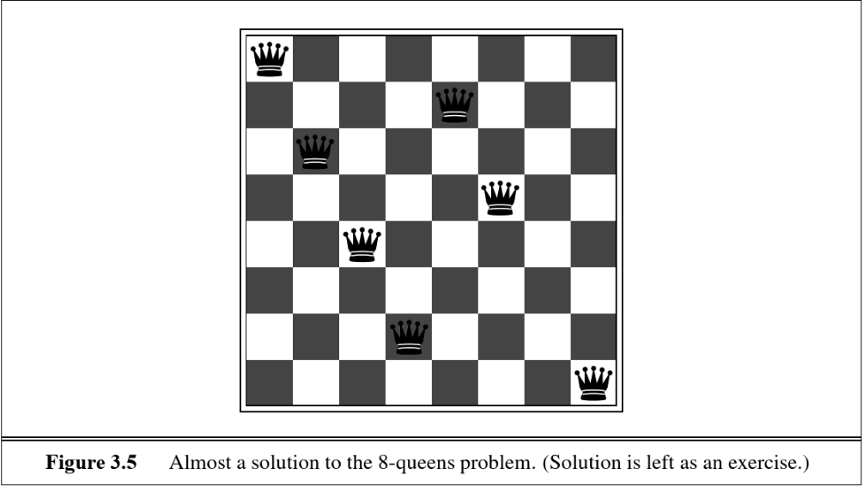 Figure 3.5 Almost a solution to the 8-queens problem. (Solution is left as an exercise.)